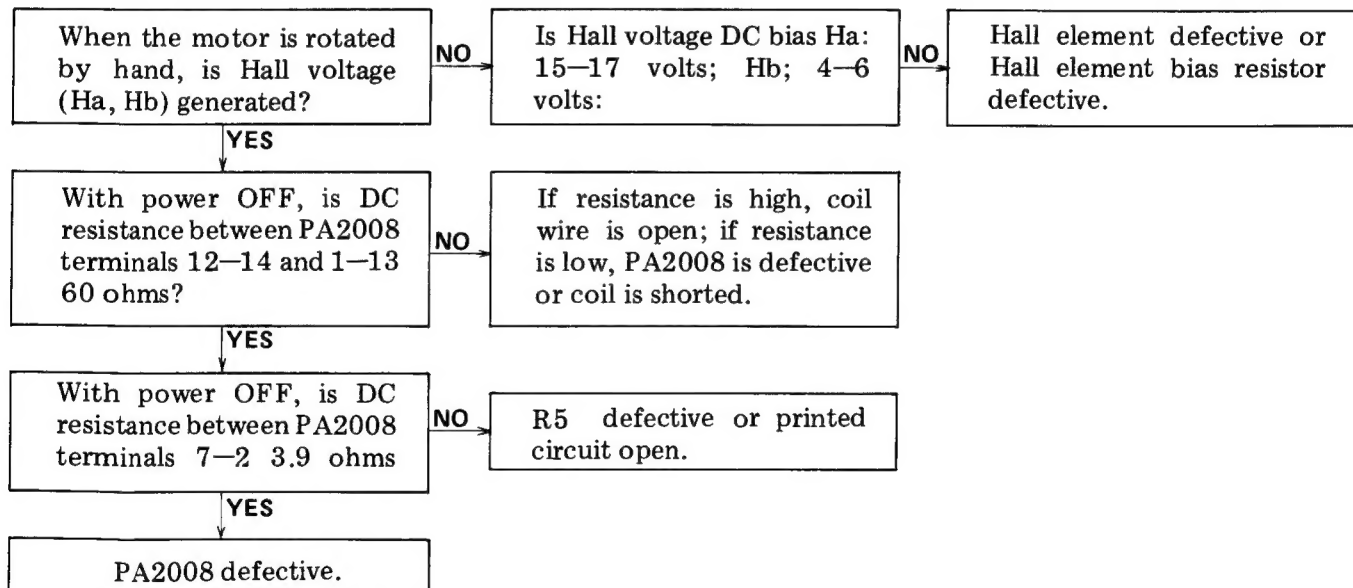 When the motor is rotated
by hand, is Hall voltage
(Ha, Hb) generated?
NO
Is Hall voltage DC bias Ha:
15—17 volts; Hb; 4—6
volts:
NO
Hall element defective or
Hall element bias resistor
defective.
YES
With power OFF, is DC
resistance between PA2008
terminals 12—14 and 1—13
60 ohms?
NO
If resistance is high, coil
wire is open; if resistance
is low, PA2008 is defective
or coil is shorted.
YES
With power OFF, is DC
resistance between PA2008
terminals 7—2 3.9 ohms
NO
R5 defective or printed
circuit open.
YES
PA2008 defective.